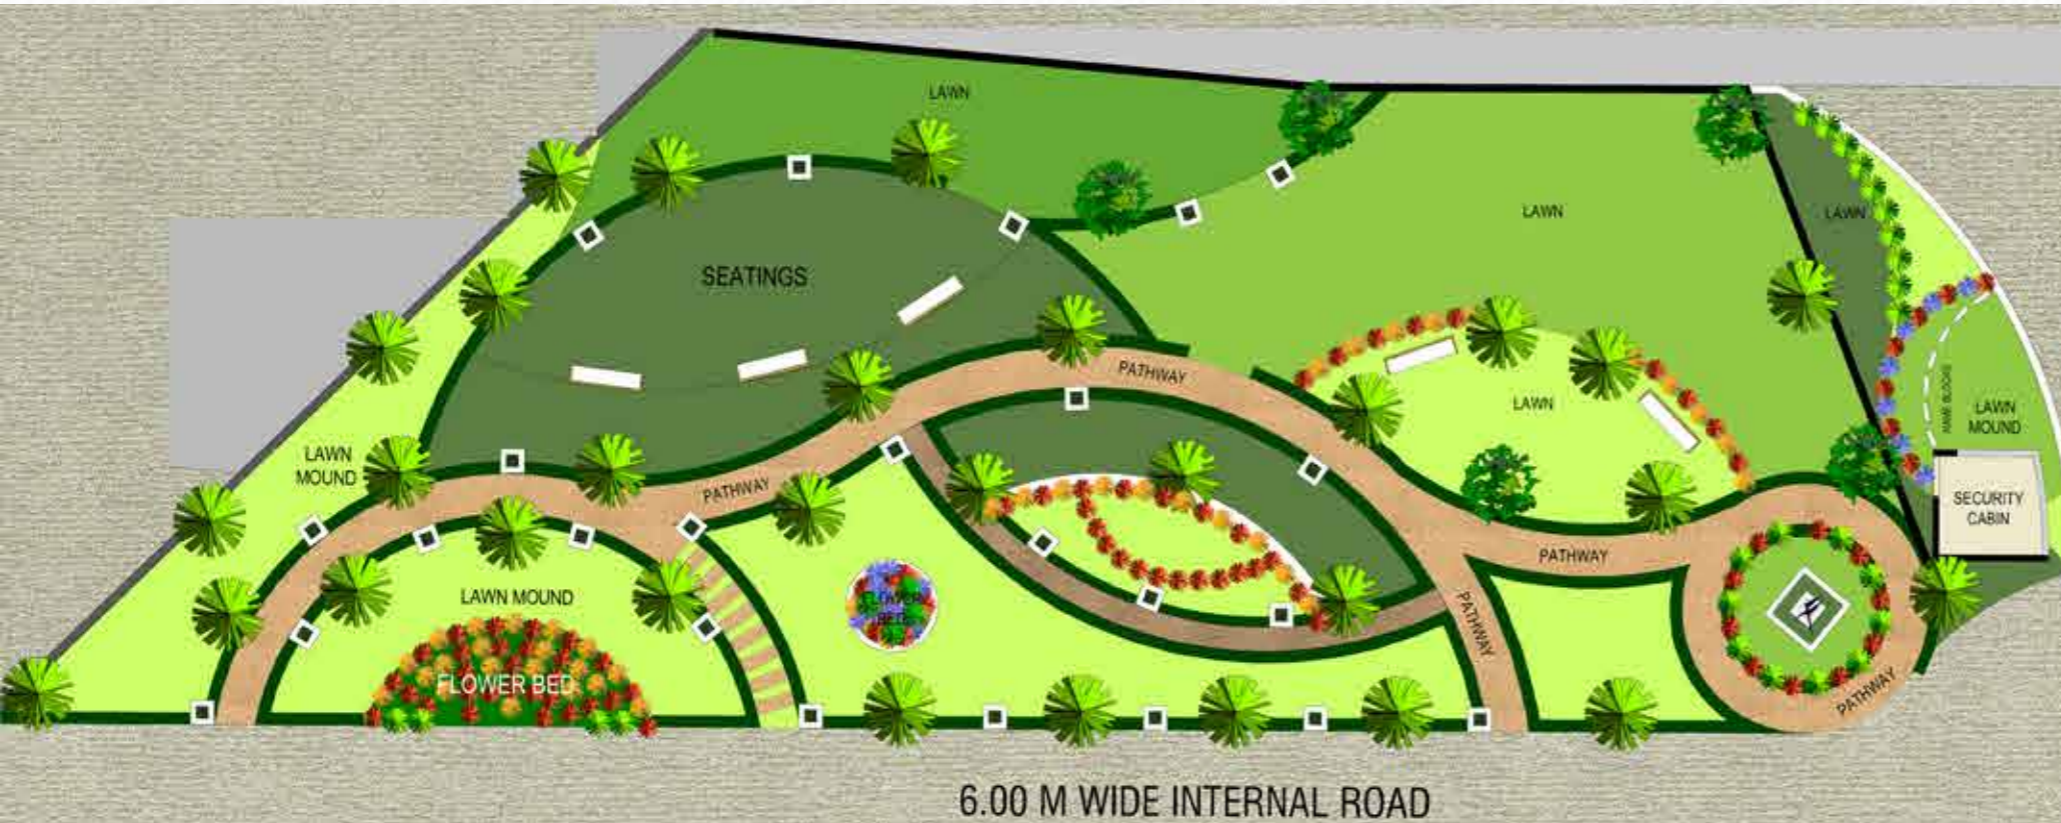 LAWN
LAWN
LAWN
SEATINGS
PATHWAY
LAWN
LAWN
MOUND
LAWN
MOUND
PATHWAY
SECURITY
CABIN
PATHWAY
LAWN MOUND
PATHWAY
FLOWER BED
PATHWAY
6.00 M WIDE INTERNAL ROAD